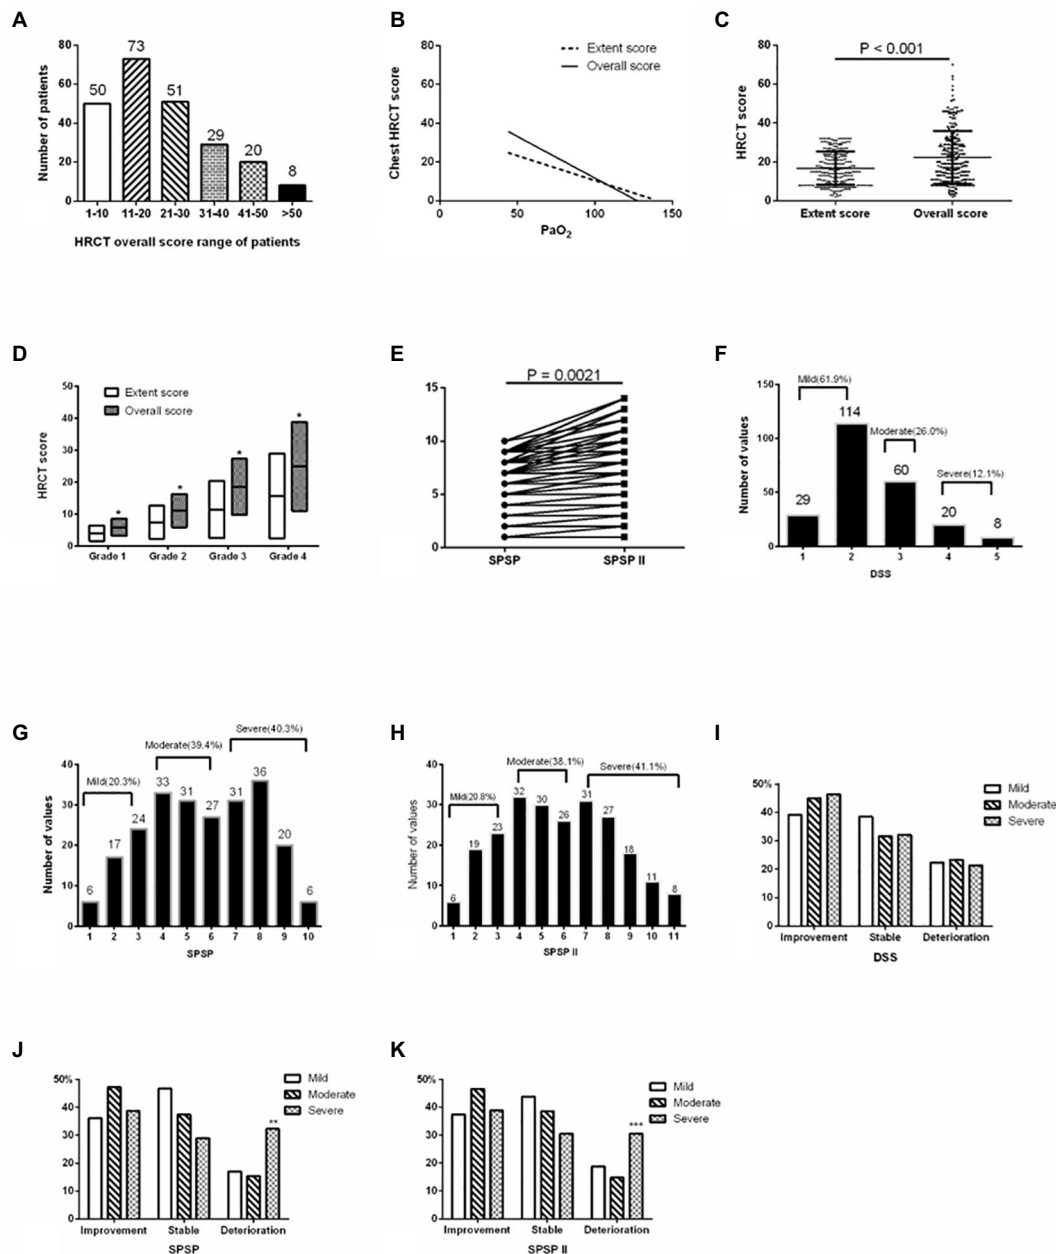 A
Number of patients
80
60
40
20
0
50
73
51
29
20
8
1-10 11-20 21-30 31-40 41-50 >50
HRCT overall score range of patients
B
Chest HRCT score
80
60
40
20
0
Extent score
Overall score
0 50 100 150
PaO2
C
HRCT score
80
60
40
20
0
P < 0.001
Extent score Overall score
D
HRCT score
50
40
30
20
10
0
Extent score
Overall score
* * * *
Grade 1 Grade 2 Grade 3 Grade 4
E
15
10
5
0
P = 0.0021
SPSP SPSP II
F
Number of values
150
100
50
0
Mild(61.9%)
Moderate(26.0%)
Severe(12.1%)
29
114
60
20
8
1 2 3 4 5
DSS
G
Number of values
40
30
20
10
0
Mild(20.3%)
Moderate(39.4%)
Severe(40.3%)
6
17
24
33
31
27
31
36
20
6
1 2 3 4 5 6 7 8 9 10
SPSP
H
Number of values
40
30
20
10
0
Mild(20.8%)
Moderate(38.1%)
Severe(41.1%)
6
19
23
32
30
26
31
27
18
11
8
1 2 3 4 5 6 7 8 9 10 11
SPSP II
I
50%
40
30
20
10
0
Mild
Moderate
Severe
Improvement Stable Deterioration
DSS
J
50%
40
30
20
10
0
Mild
Moderate
Severe
**
Improvement Stable Deterioration
SPSP
K
50%
40
30
20
10
0
Mild
Moderate
Severe
***
Improvement Stable Deterioration
SPSP II